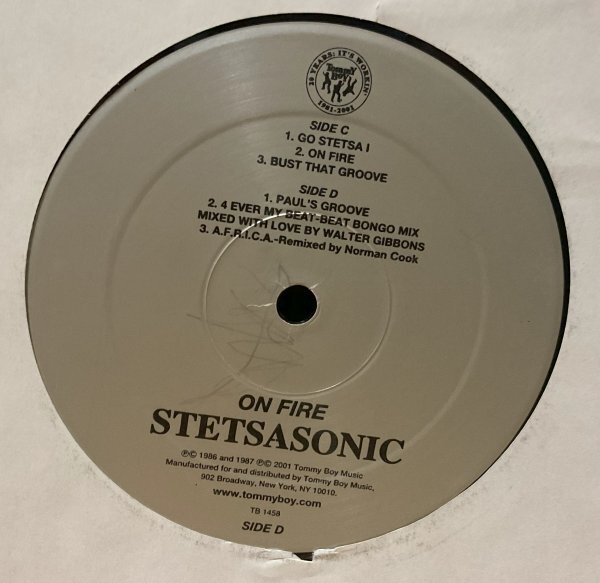 20 YEARS: IT'S WORKIN'
TOMMY
BOY
1981-2001
SIDE C
1. GO STETSA I
2. ON FIRE
3. BUST THAT GROOVE
SIDE D
1. PAUL'S GROOVE
2. 4 EVER MY BEAT-BEAT BONGO MIX
MIXED WITH LOVE BY WALTER GIBBONS
3. A.F.R.I.C.A.-Remixed by Norman Cook
ON FIRE
STETSASONIC
℗© 1986 and 1987 ℗© 2001 Tommy Boy Music
Manufactured for and distributed by Tommy Boy Music,
902 Broadway, New York, NY 10010.
www.tommyboy.com
TB 1458
SIDE D